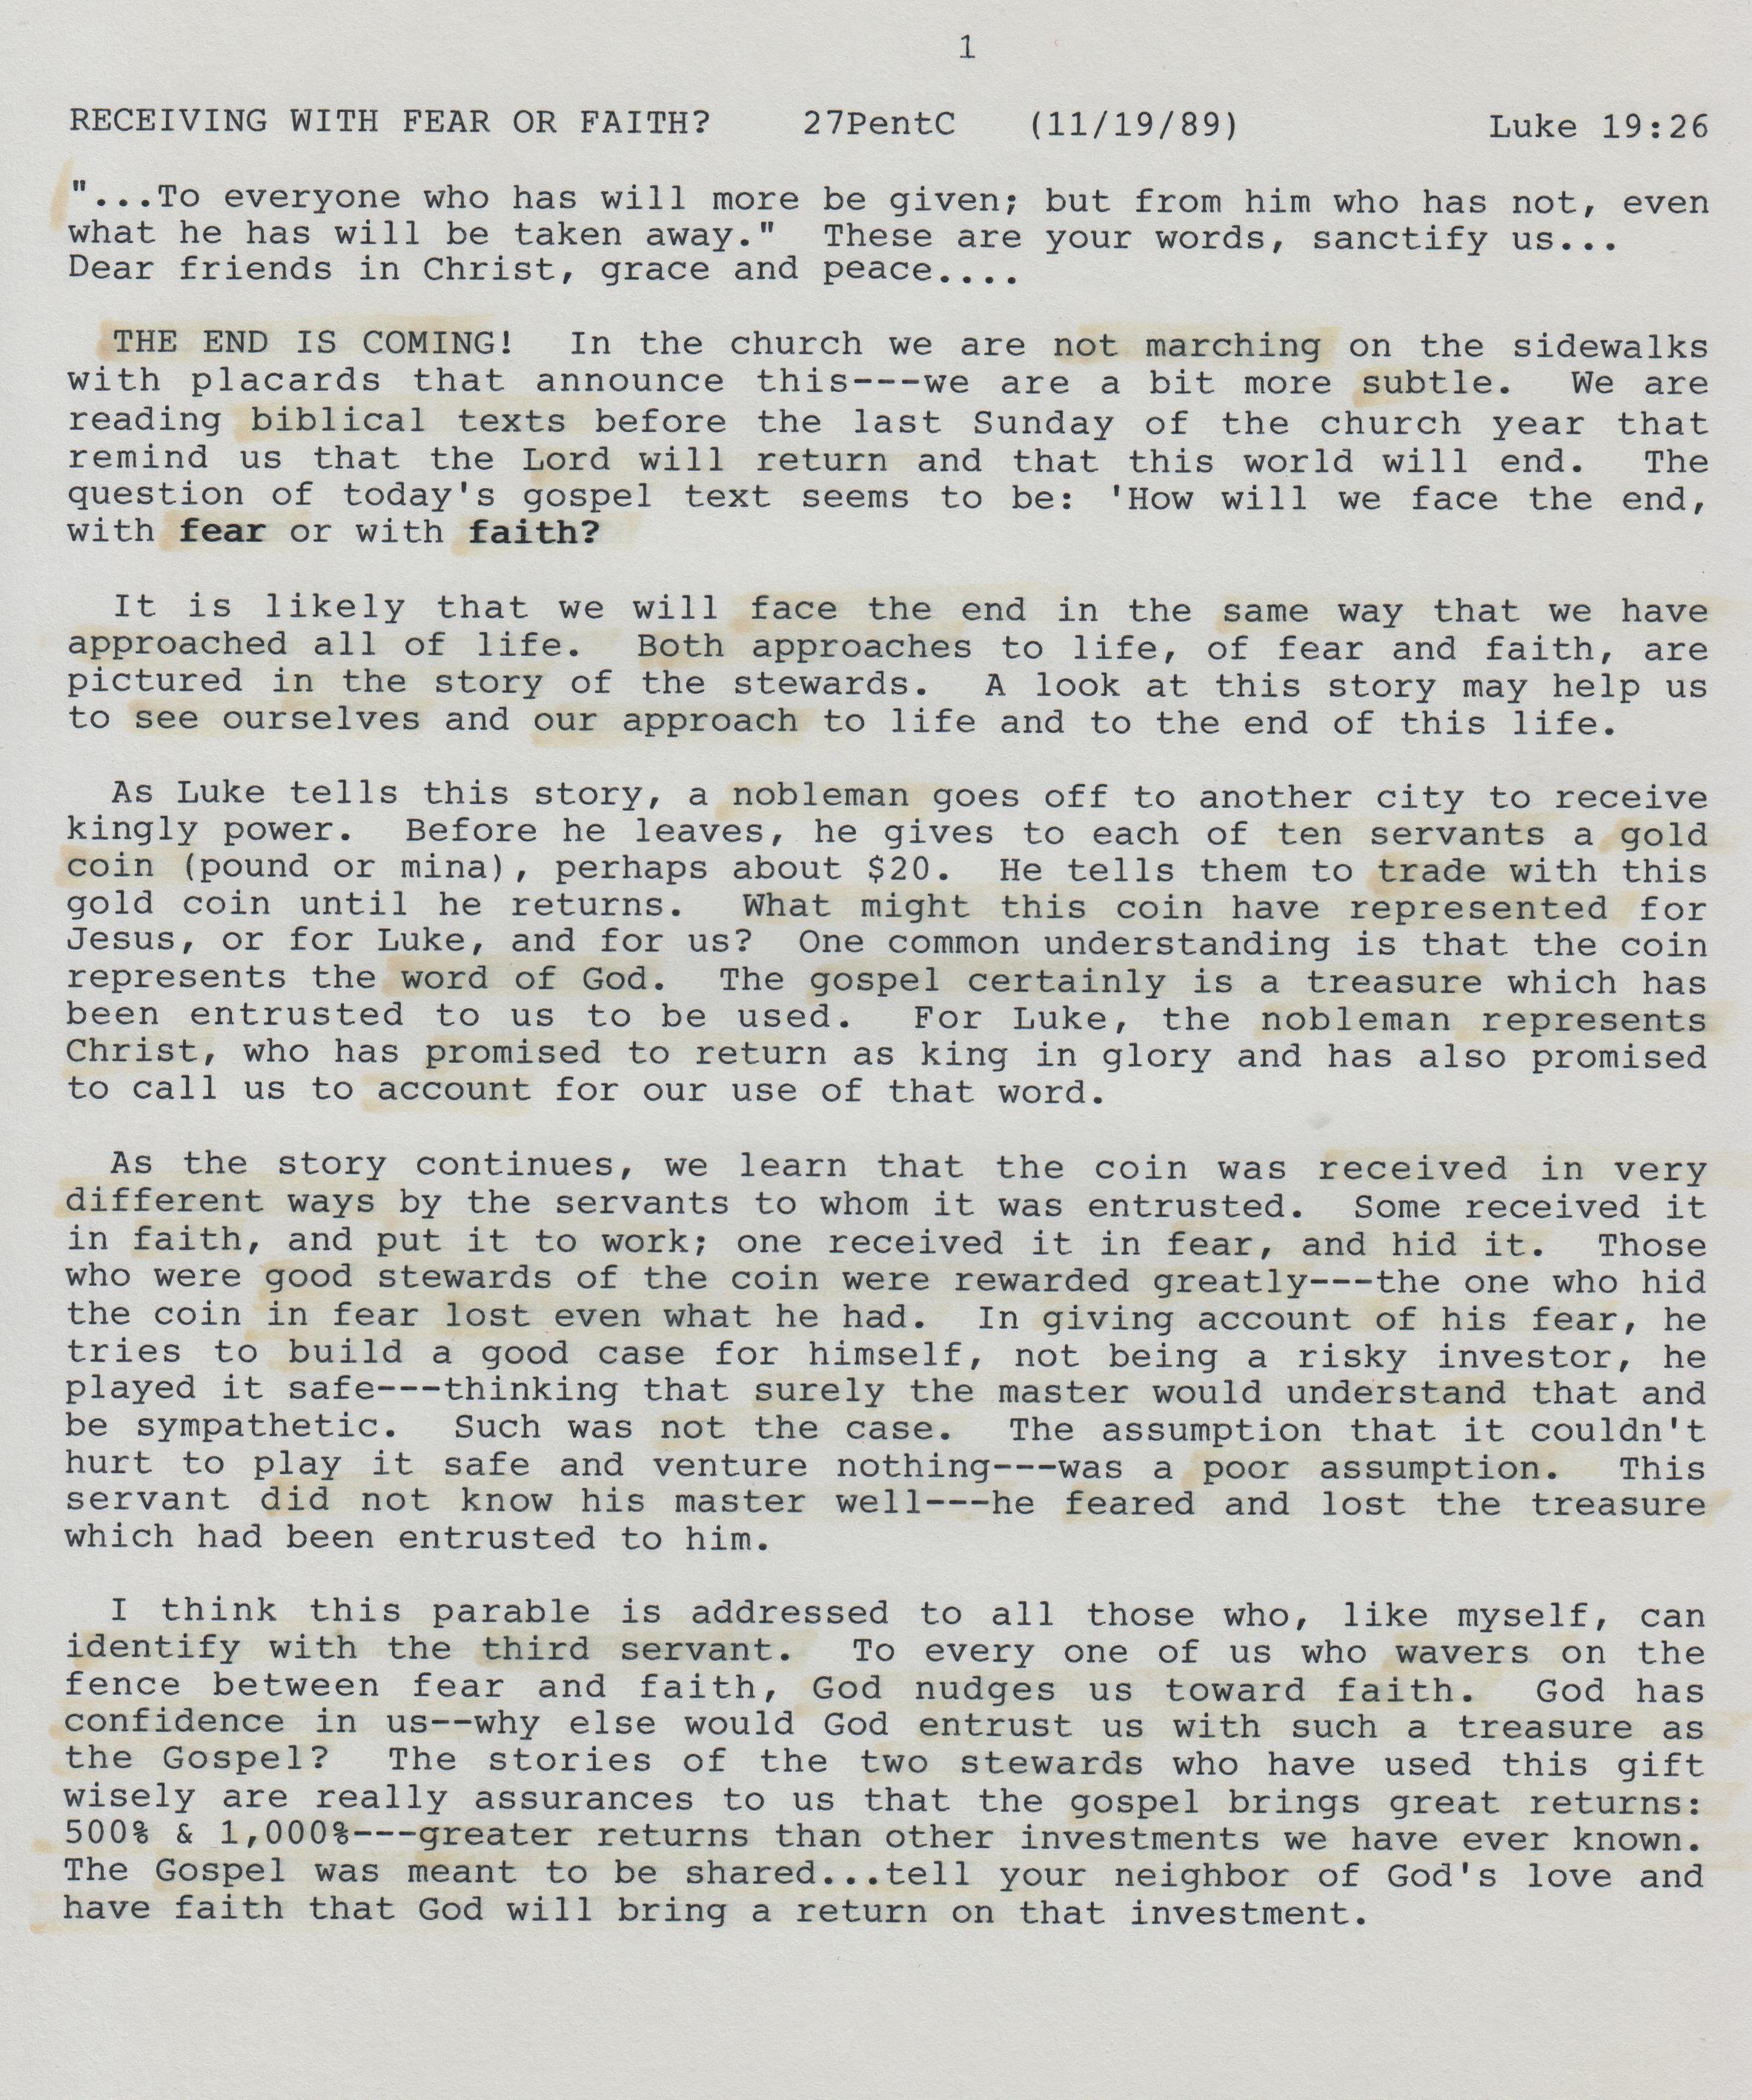 1
RECEIVING WITH FEAR OR FAITH? 27PentC (11/19/89) Luke 19:26
"...To everyone who has will more be given; but from him who has not, even
what he has will be taken away." These are your words, sanctify us...
Dear friends in Christ, grace and peace....
THE END IS COMING! In the church we are not marching on the sidewalks
with placards that announce this---we are a bit more subtle. We are
reading biblical texts before the last Sunday of the church year that
remind us that the Lord will return and that this world will end. The
question of today's gospel text seems to be: 'How will we face the end,
with fear or with faith?
It is likely that we will face the end in the same way that we have
approached all of life. Both approaches to life, of fear and faith, are
pictured in the story of the stewards. A look at this story may help us
to see ourselves and our approach to life and to the end of this life.
As Luke tells this story, a nobleman goes off to another city to receive
kingly power. Before he leaves, he gives to each of ten servants a gold
coin (pound or mina), perhaps about $20. He tells them to trade with this
gold coin until he returns. What might this coin have represented for
Jesus, or for Luke, and for us? One common understanding is that the coin
represents the word of God. The gospel certainly is a treasure which has
been entrusted to us to be used. For Luke, the nobleman represents
Christ, who has promised to return as king in glory and has also promised
to call us to account for our use of that word.
As the story continues, we learn that the coin was received in very
different ways by the servants to whom it was entrusted. Some received it
in faith, and put it to work; one received it in fear, and hid it. Those
who were good stewards of the coin were rewarded greatly---the one who hid
the coin in fear lost even what he had. In giving account of his fear, he
tries to build a good case for himself, not being a risky investor, he
played it safe---thinking that surely the master would understand that and
be sympathetic. Such was not the case. The assumption that it couldn't
hurt to play it safe and venture nothing---was a poor assumption. This
servant did not know his master well---he feared and lost the treasure
which had been entrusted to him.
I think this parable is addressed to all those who, like myself, can
identify with the third servant. To every one of us who wavers on the
fence between fear and faith, God nudges us toward faith. God has
confidence in us--why else would God entrust us with such a treasure as
the Gospel? The stories of the two stewards who have used this gift
wisely are really assurances to us that the gospel brings great returns:
500% & 1,000%---greater returns than other investments we have ever known.
The Gospel was meant to be shared...tell your neighbor of God's love and
have faith that God will bring a return on that investment.